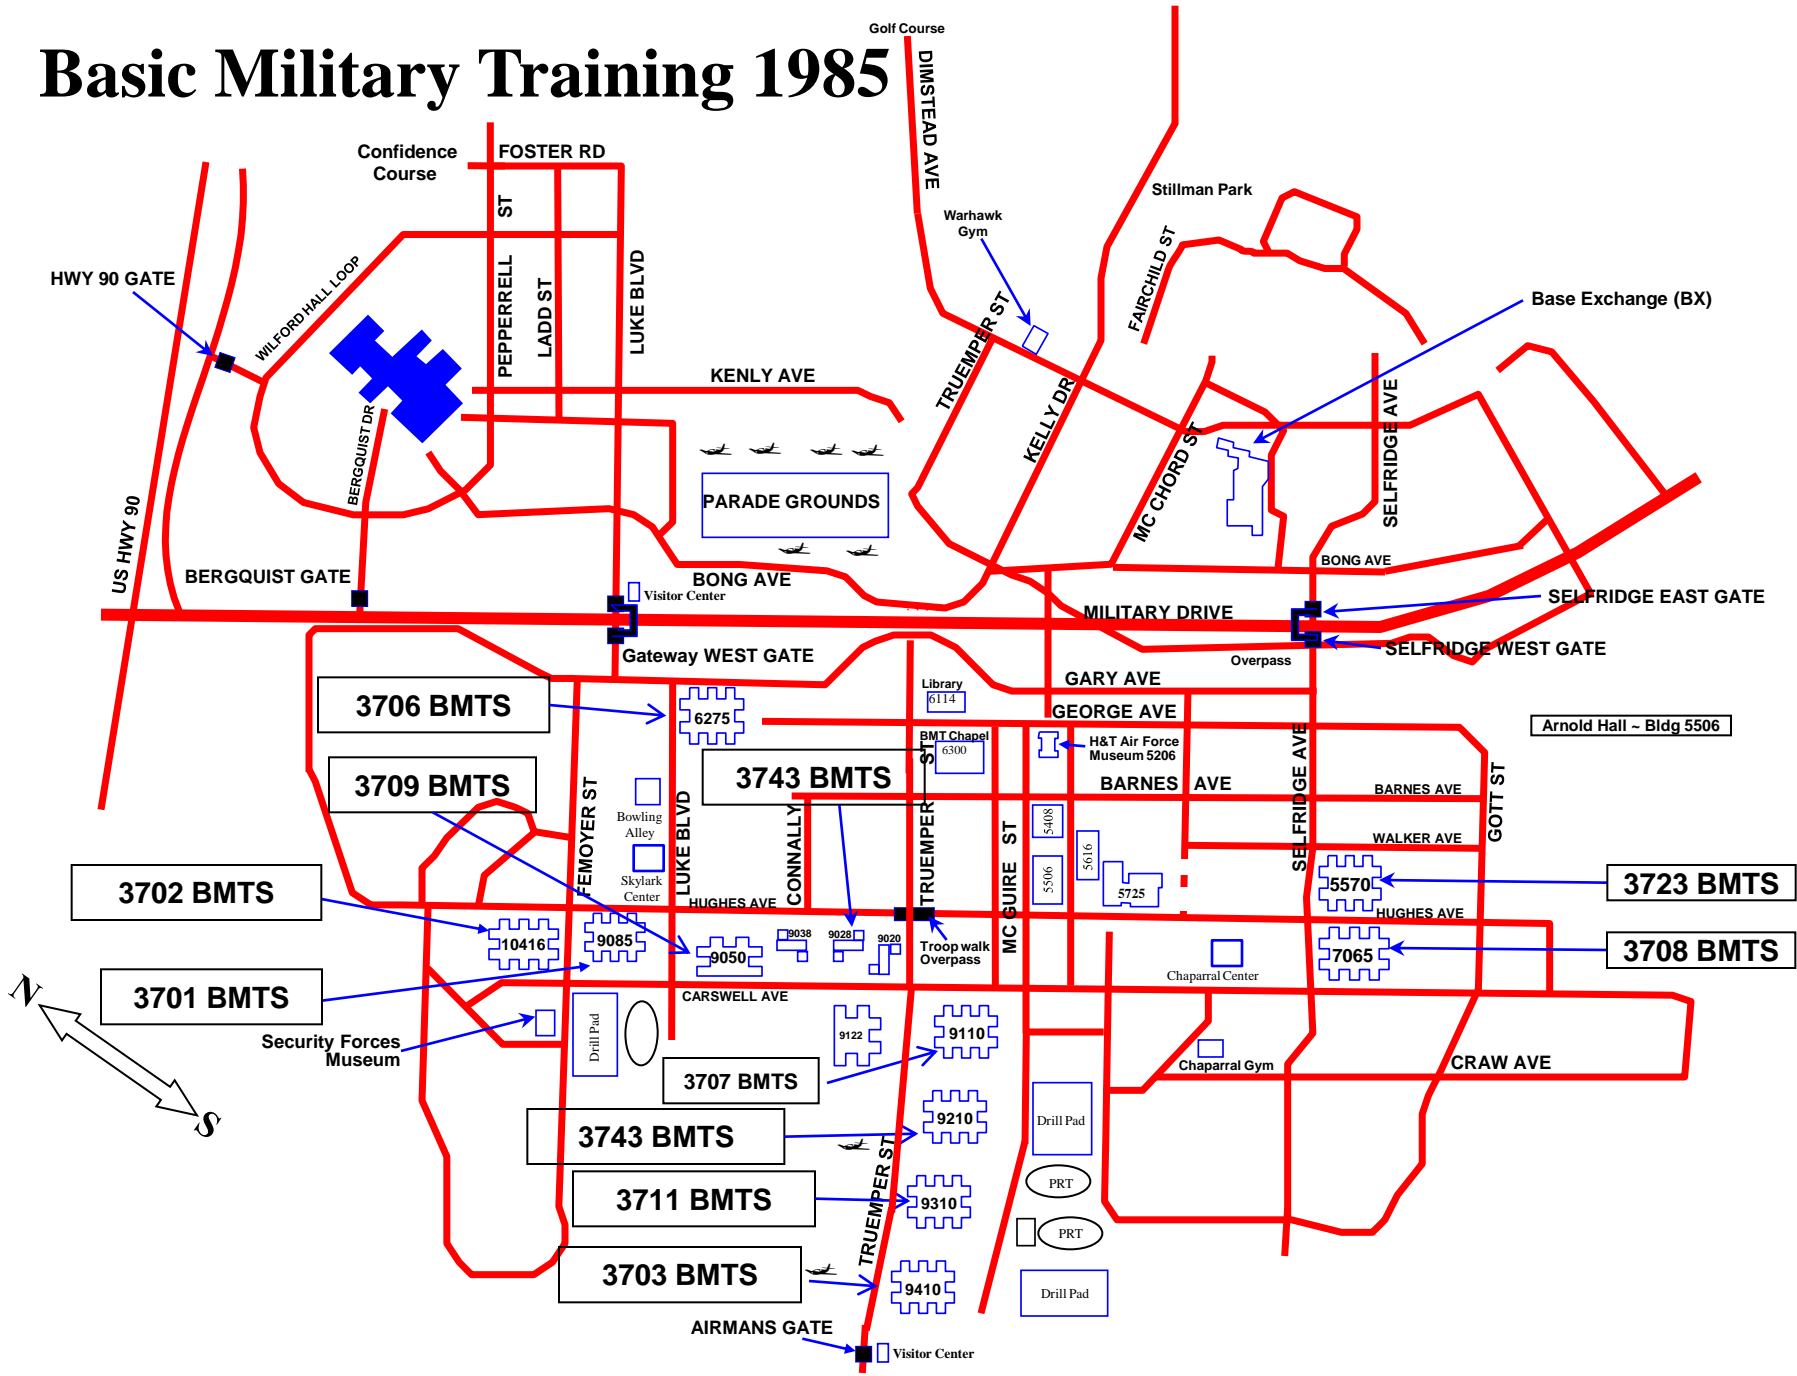 Basic Military Training 1985
Golf Course
DIMSTEAD AVE
Confidence
Course
FOSTER RD
ST
PEPPERRELL
LADD ST
LUKE BLVD
Stillman Park
Warhawk
Gym
FAIRCHILD ST
HWY 90 GATE
WILFORD HALL LOOP
Base Exchange (BX)
TRUEMPER ST
KENLY AVE
KELLY DR
MC CHORD ST
SELFRIDGE AVE
BERGQUIST DR
PARADE GROUNDS
US HWY 90
BERGQUIST GATE
BONG AVE
BONG AVE
Visitor Center
MILITARY DRIVE
SELFRIDGE EAST GATE
SELFRIDGE WEST GATE
Gateway WEST GATE
Overpass
GARY AVE
Library
6114
3706 BMTS
6275
GEORGE AVE
Arnold Hall ~ Bldg 5506
BMT Chapel
6300
H&T Air Force
Museum 5206
ST
3743 BMTS
3709 BMTS
BARNES AVE
BARNES AVE
SELFRIDGE AVE
GOTT ST
FEMOYER ST
Bowling
Alley
LUKE BLVD
CONNALLY
TRUEMPER
MC GUIRE ST
5408
5616
5506
5725
WALKER AVE
Skylark
Center
3702 BMTS
5570
3723 BMTS
HUGHES AVE
HUGHES AVE
10416
9085
9050
9038
9028
9020
Troop walk
Overpass
Chaparral Center
7065
3708 BMTS
3701 BMTS
CARSWELL AVE
N
S
Security Forces
Museum
Drill Pad
9122
9110
Chaparral Gym
CRAW AVE
3707 BMTS
3743 BMTS
9210
Drill Pad
TRUEMPER ST
3711 BMTS
9310
PRT
PRT
3703 BMTS
9410
Drill Pad
AIRMANS GATE
Visitor Center